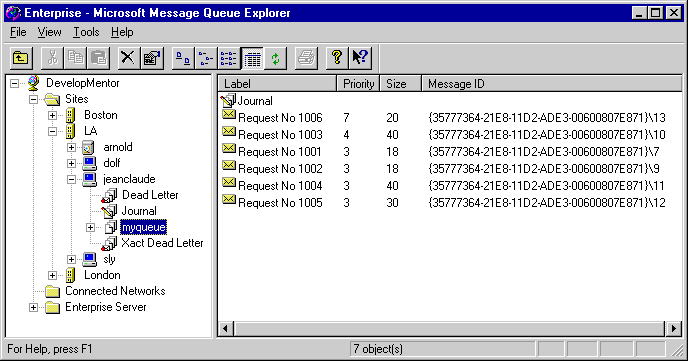 Enterprise - Microsoft Message Queue Explorer
File View Tools Help
DevelopMentor
Sites
Boston
LA
arnold
dolf
jeanclaude
Dead Letter
Journal
myqueue
Xact Dead Letter
sly
London
Connected Networks
Enterprise Server
Label Priority Size Message ID
Journal
Request No 1006 7 20 {35777364-21E8-11D2-ADE3-00600807E871}\13
Request No 1003 4 40 {35777364-21E8-11D2-ADE3-00600807E871}\10
Request No 1001 3 18 {35777364-21E8-11D2-ADE3-00600807E871}\7
Request No 1002 3 18 {35777364-21E8-11D2-ADE3-00600807E871}\9
Request No 1004 3 40 {35777364-21E8-11D2-ADE3-00600807E871}\11
Request No 1005 3 30 {35777364-21E8-11D2-ADE3-00600807E871}\12
For Help, press F1 7 object(s)